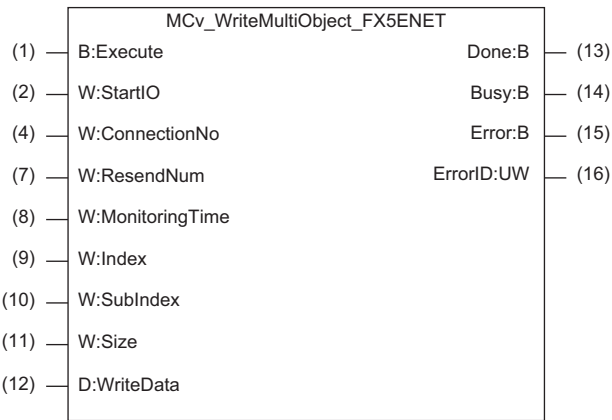 MCv_WriteMultiObject_FX5ENET
(1) B:Execute Done:B (13)
(2) W:StartIO Busy:B (14)
(4) W:ConnectionNo Error:B (15)
(7) W:ResendNum ErrorID:UW (16)
(8) W:MonitoringTime
(9) W:Index
(10) W:SubIndex
(11) W:Size
(12) D:WriteData